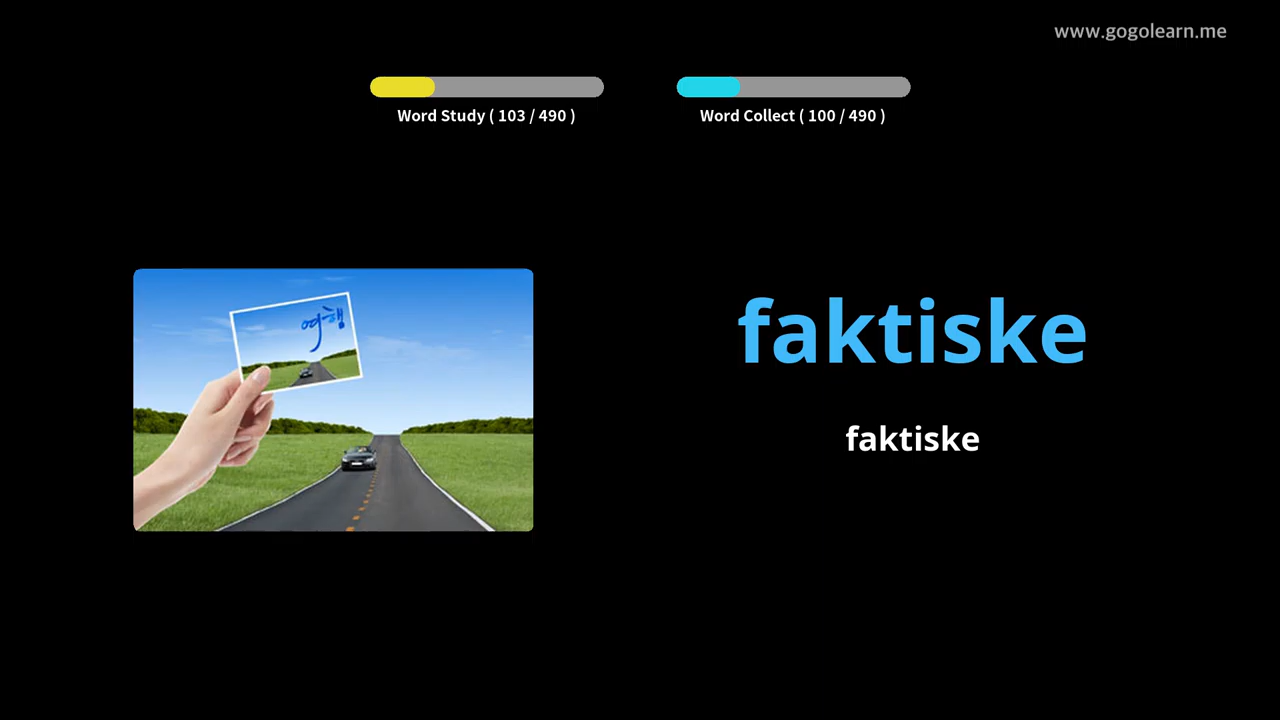 www.gogolearn.me
Word Study ( 103 / 490 )
Word Collect ( 100 / 490 )
여행
faktiske
faktiske